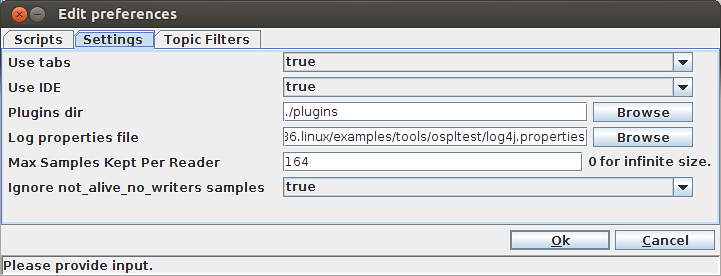 Edit preferences
Scripts Settings Topic Filters
Use tabs true
Use IDE true
Plugins dir ./plugins Browse
Log properties file 36.linux/examples/tools/ospltest/log4j.properties Browse
Max Samples Kept Per Reader 164 0 for infinite size.
Ignore not_alive_no_writers samples true
Ok Cancel
Please provide input.